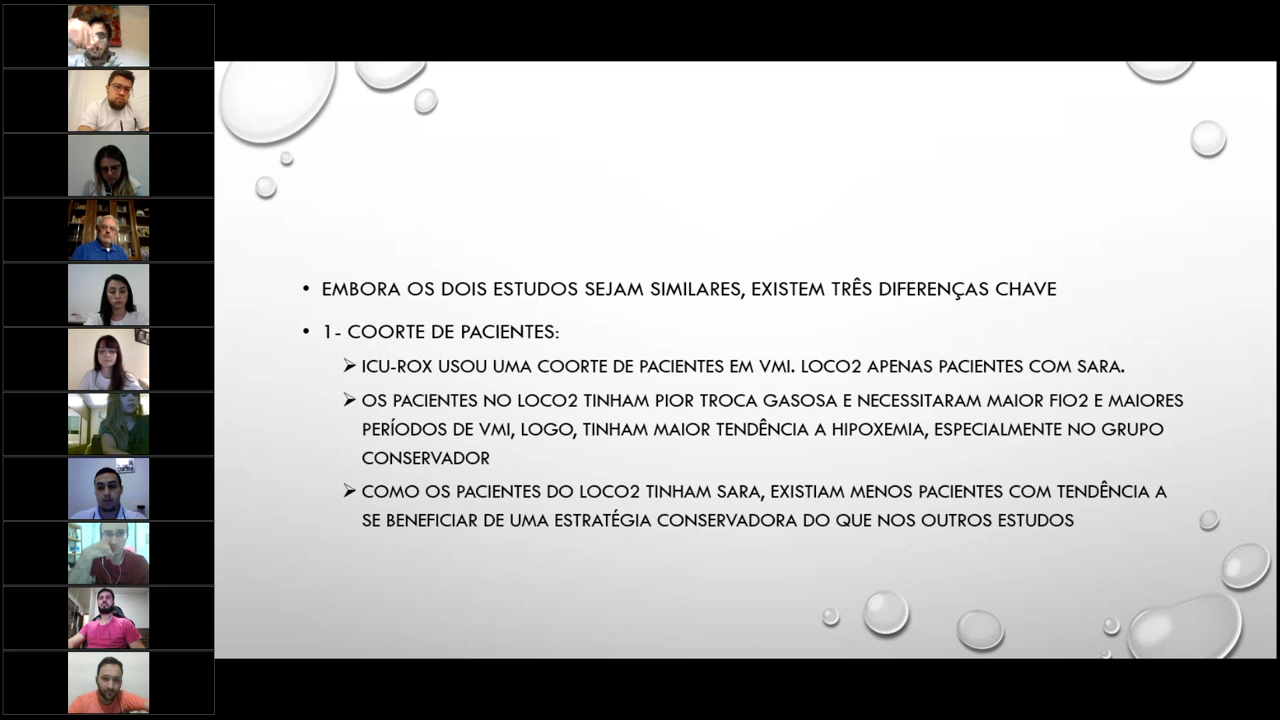 • EMBORA OS DOIS ESTUDOS SEJAM SIMILARES, EXISTEM TRÊS DIFERENÇAS CHAVE
• 1- COORTE DE PACIENTES:
➢ ICU-ROX USOU UMA COORTE DE PACIENTES EM VMI. LOCO2 APENAS PACIENTES COM SARA.
➢ OS PACIENTES NO LOCO2 TINHAM PIOR TROCA GASOSA E NECESSITARAM MAIOR FIO2 E MAIORES
PERÍODOS DE VMI, LOGO, TINHAM MAIOR TENDÊNCIA A HIPOXEMIA, ESPECIALMENTE NO GRUPO
CONSERVADOR
➢ COMO OS PACIENTES DO LOCO2 TINHAM SARA, EXISTIAM MENOS PACIENTES COM TENDÊNCIA A
SE BENEFICIAR DE UMA ESTRATÉGIA CONSERVADORA DO QUE NOS OUTROS ESTUDOS